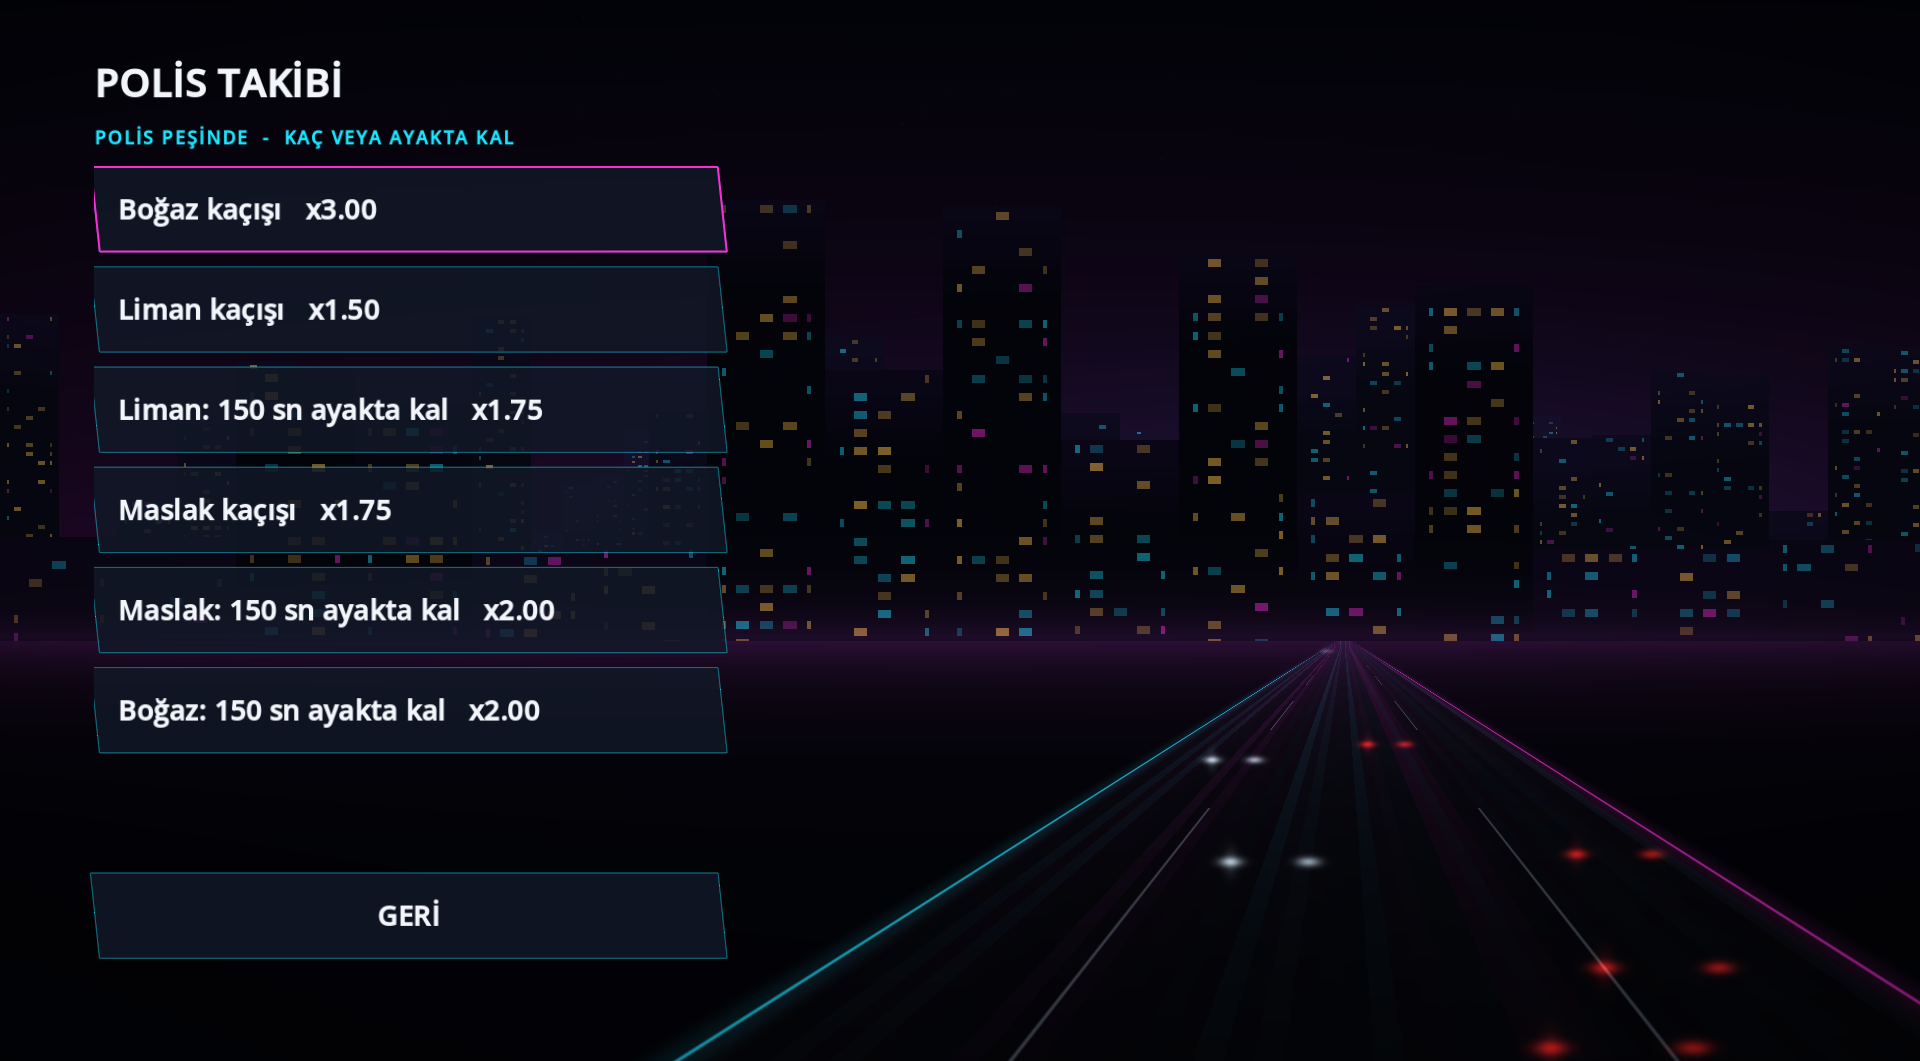 POLİS TAKİBİ
POLİS PEŞİNDE - KAÇ VEYA AYAKTA KAL
Boğaz kaçışı x3.00
Liman kaçışı x1.50
Liman: 150 sn ayakta kal x1.75
Maslak kaçışı x1.75
Maslak: 150 sn ayakta kal x2.00
Boğaz: 150 sn ayakta kal x2.00
GERİ